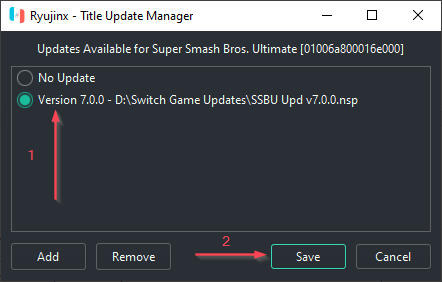 Ryujinx - Title Update Manager
Updates Available for Super Smash Bros. Ultimate [01006a800016e000]
No Update
Version 7.0.0 - D:\Switch Game Updates\SSBU Upd v7.0.0.nsp
1
2
Add
Remove
Save
Cancel